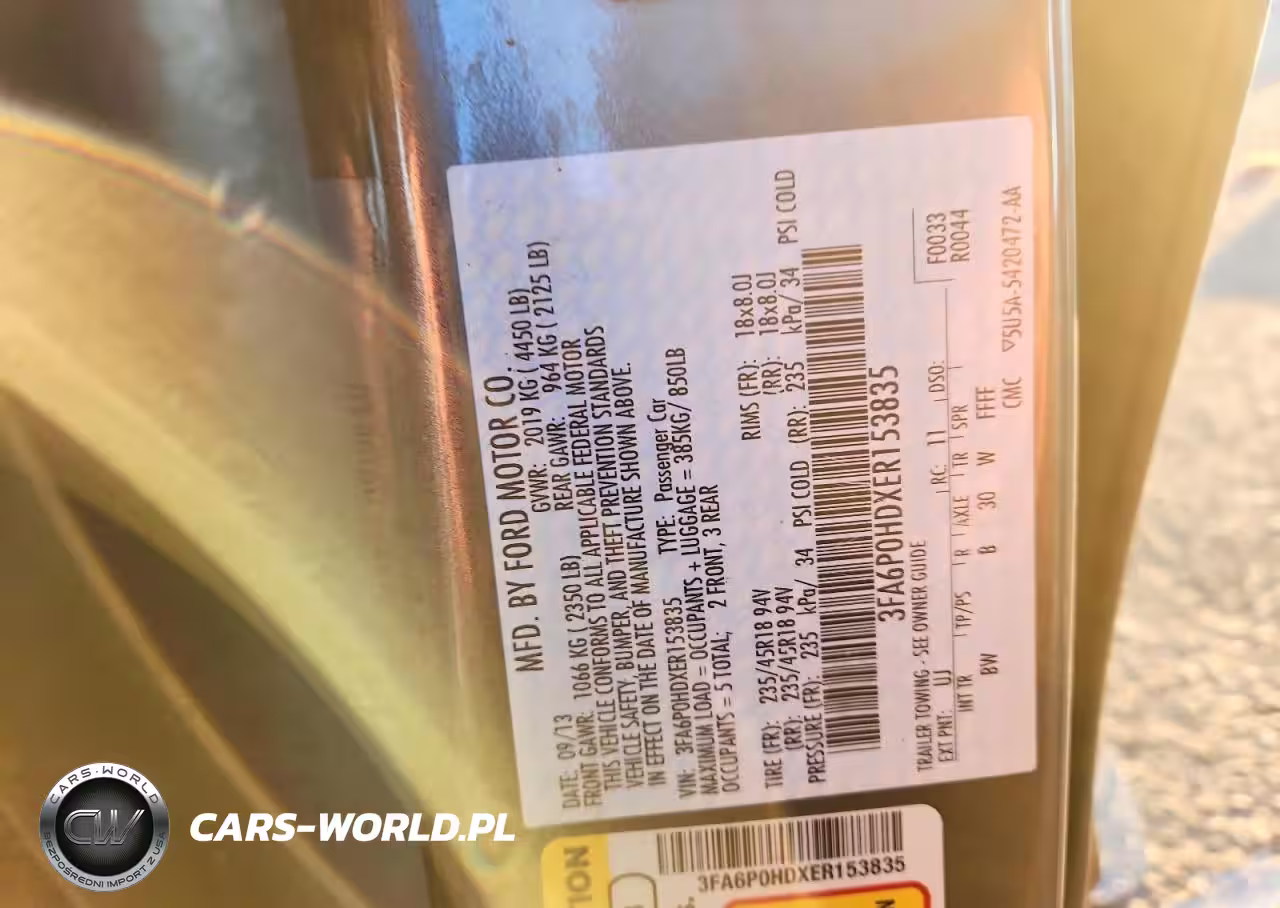 MFD. BY FORD MOTOR CO.
DATE: 09/13 GVWR: 2019 KG ( 4450 LB)
FRONT GAWR: 1066 KG ( 2350 LB) REAR GAWR: 964 KG ( 2125 LB)
THIS VEHICLE CONFORMS TO ALL APPLICABLE FEDERAL MOTOR
VEHICLE SAFETY, BUMPER, AND THEFT PREVENTION STANDARDS
IN EFFECT ON THE DATE OF MANUFACTURE SHOWN ABOVE.
VIN: 3FA6P0HDXER153835 TYPE: Passenger Car
MAXIMUM LOAD = OCCUPANTS + LUGGAGE = 385KG/ 850LB
OCCUPANTS = 5 TOTAL; 2 FRONT, 3 REAR
TIRE (FR): 235/45R18 94V RIMS (FR): 18x8.0J
(RR): 235/45R18 94V (RR): 18x8.0J
PRESSURE (FR): 235 kPa/ 34 PSI COLD (RR): 235 kPa/ 34 PSI COLD
3FA6P0HDXER153835
TRAILER TOWING - SEE OWNER GUIDE
EXT PNT: UJ RC: 11 DSO:
F0033
R0044
INT TR TP/PS R AXLE TR SPR
BW B 30 W FFFF
CMC ▽5U5A-5420472-AA
3FA6P0HDXER153835
CARS-WORLD
CW
BEZPOŚREDNI IMPORT Z USA
CARS-WORLD.PL